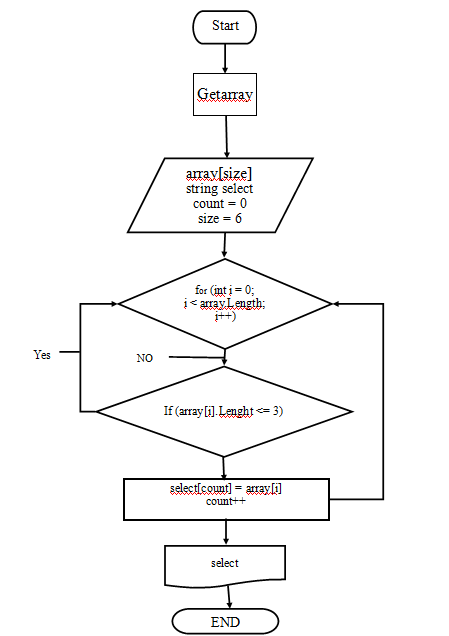 Start
Getarray
array[size]
string select
count = 0
size = 6
for (int i = 0;
i < array.Length;
i++)
Yes
NO
If (array[i].Lenght <= 3)
select[count] = array[i]
count++
select
END